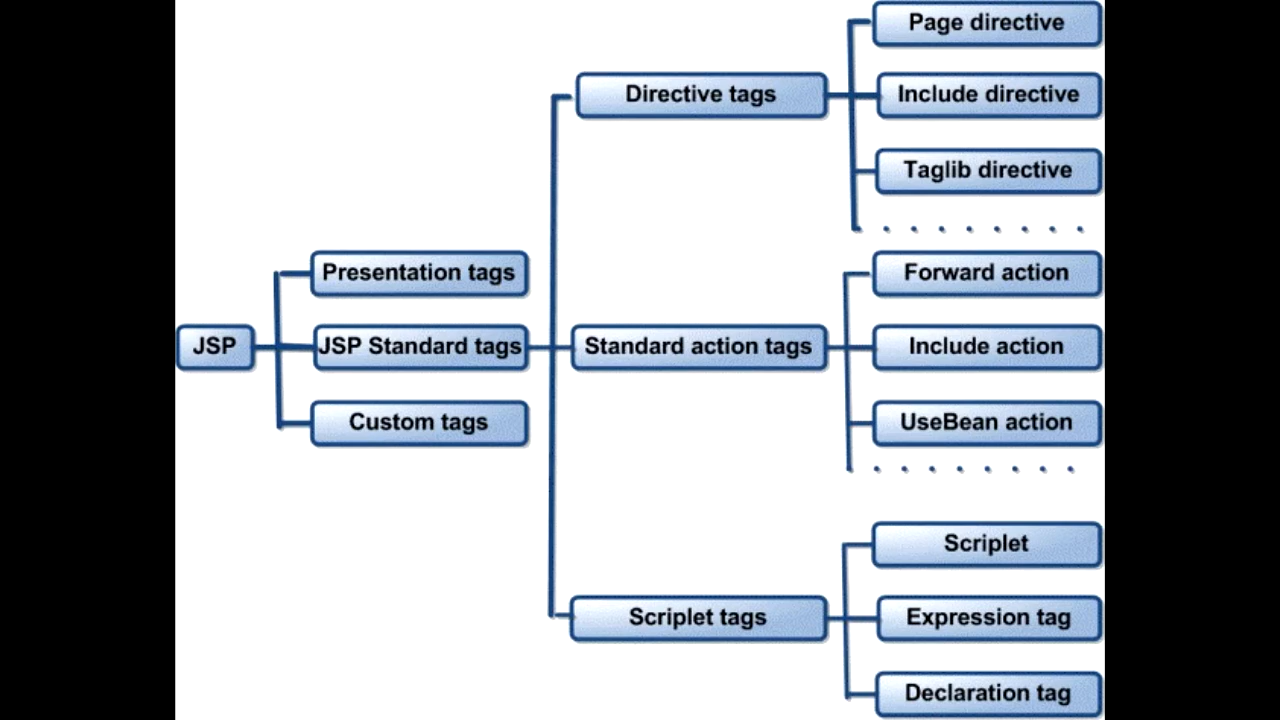 Page directive
Directive tags
Include directive
Taglib directive
Presentation tags
Forward action
JSP
JSP Standard tags
Standard action tags
Include action
Custom tags
UseBean action
Scriplet
Scriplet tags
Expression tag
Declaration tag